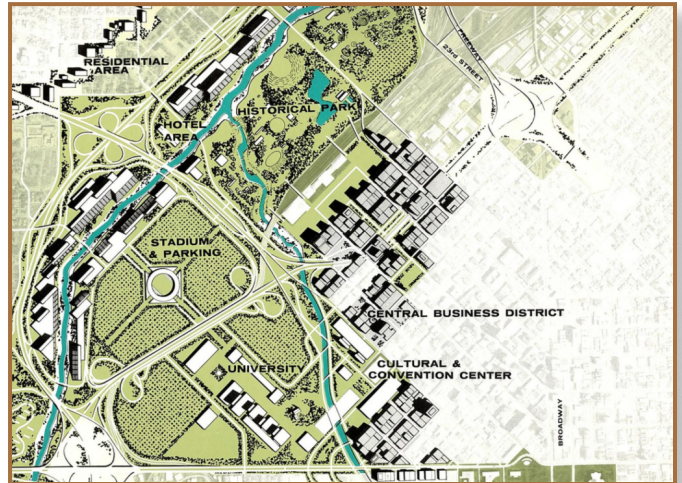 RESIDENTIAL
AREA
FREEWAY
23RD STREET
HISTORICAL PARK
HOTEL
AREA
STADIUM
& PARKING
CENTRAL BUSINESS DISTRICT
UNIVERSITY
CULTURAL &
CONVENTION CENTER
BROADWAY